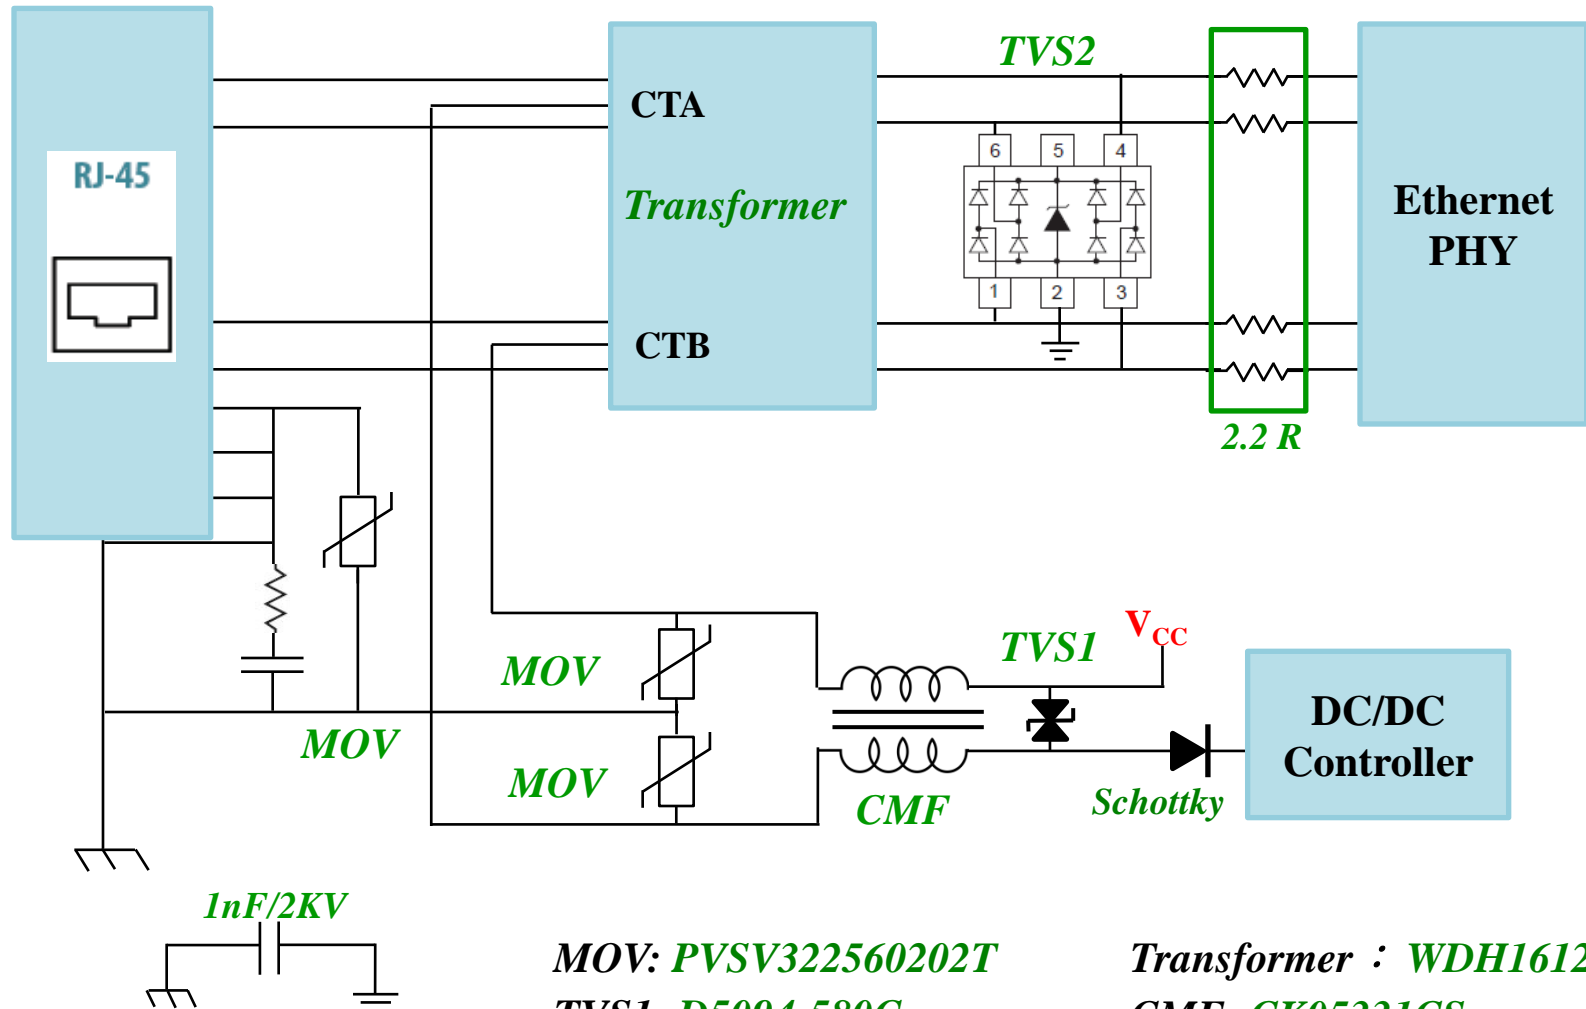 TVS2
CTA
RJ-45
Transformer
6 5 4
1 2 3
Ethernet
PHY
CTB
2.2 R
MOV
MOV
MOV
TVS1
VCC
CMF
Schottky
DC/DC
Controller
1nF/2KV
MOV: PVSV322560202T
Transformer： WDH1612